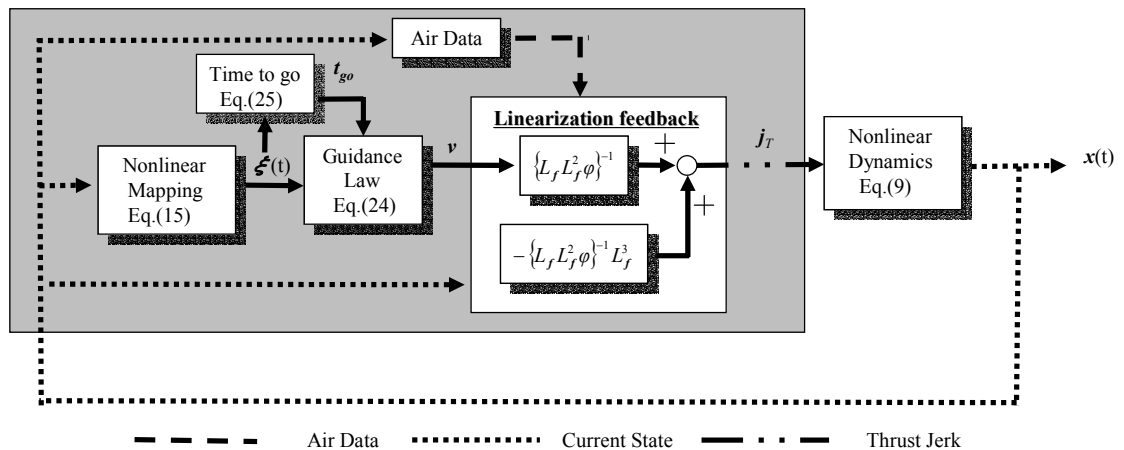 Air Data
Time to go
Eq.(25)
t_go
Linearization feedback
Nonlinear
Mapping
Eq.(15)
ξ(t)
Guidance
Law
Eq.(24)
v
{L_f L_f^2 φ}^{-1}
+
+
-{L_f L_f^2 φ}^{-1} L_f^3
j_T
Nonlinear
Dynamics
Eq.(9)
x(t)
Air Data
Current State
Thrust Jerk